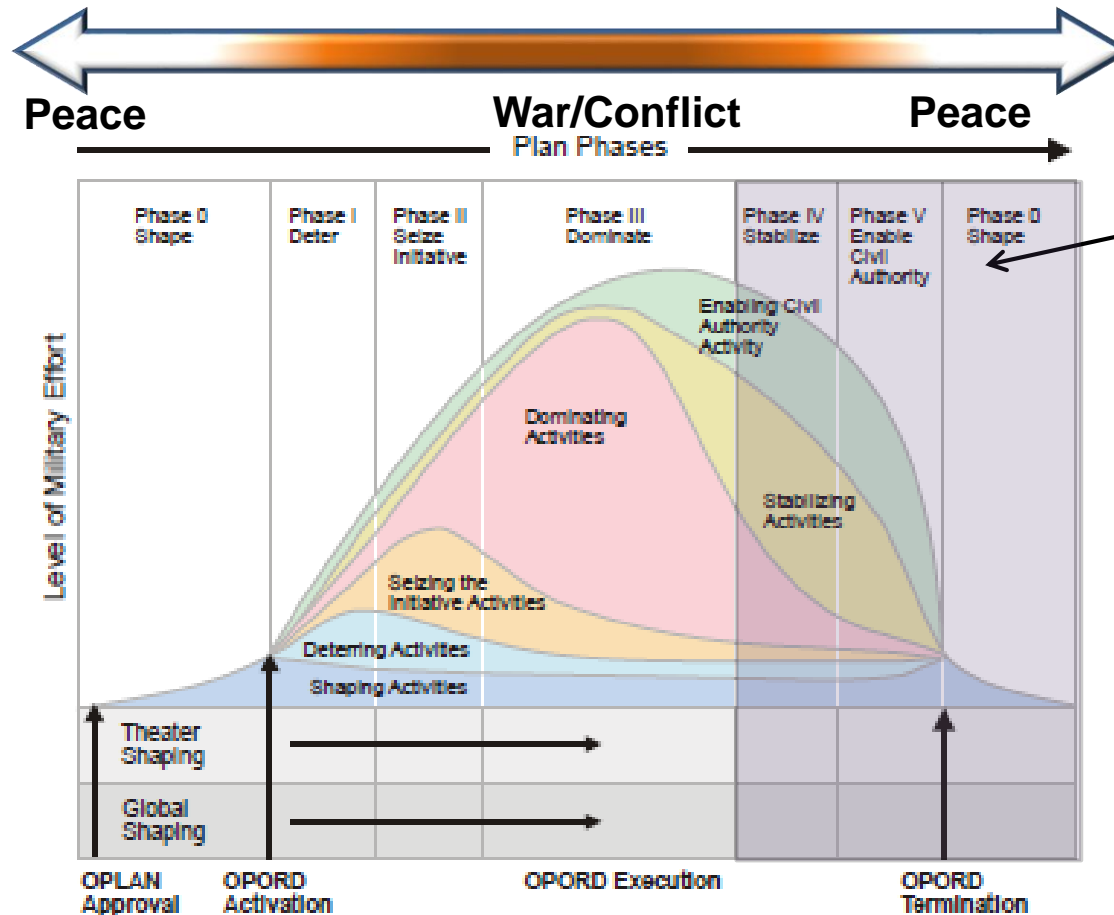 Peace War/Conflict Peace
Plan Phases
Phase 0
Shape
Phase I
Deter
Phase II
Seize
Initiative
Phase III
Dominate
Phase IV
Stabilize
Phase V
Enable
Civil
Authority
Phase 0
Shape
Level of Military Effort
Enabling Civil
Authority
Activity
Dominating
Activities
Stabilizing
Activities
Seizing the
Initiative Activities
Deterring Activities
Shaping Activities
Theater
Shaping
Global
Shaping
OPLAN
Approval
OPORD
Activation
OPORD Execution
OPORD
Termination